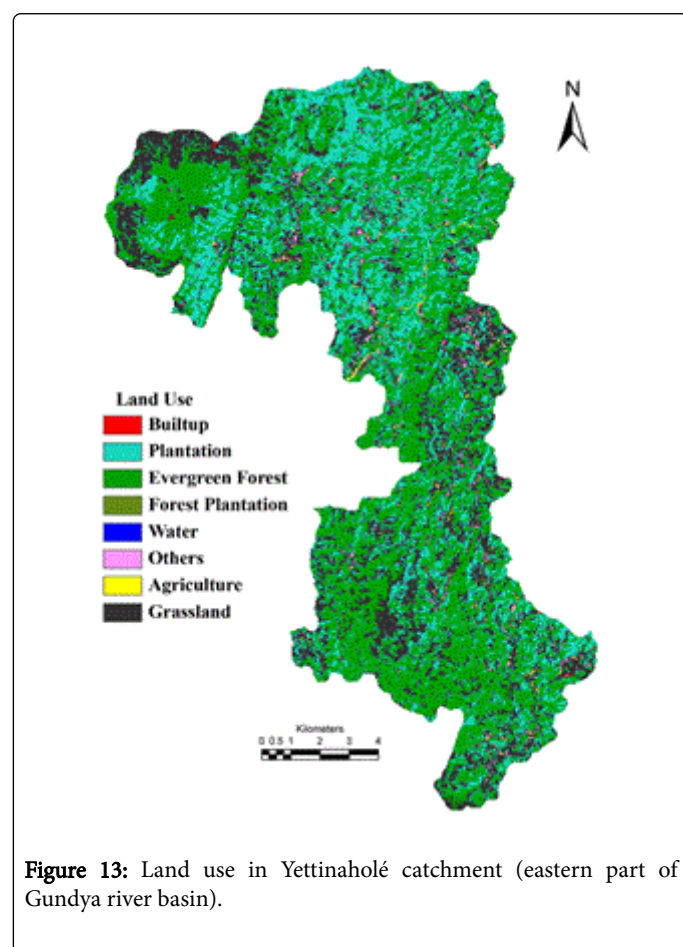 N
Land Use
Builtup
Plantation
Evergreen Forest
Forest Plantation
Water
Others
Agriculture
Grassland
Kilometers
0 0.5 1 2 3 4
Figure 13: Land use in Yettinaholé catchment (eastern part of
Gundya river basin).